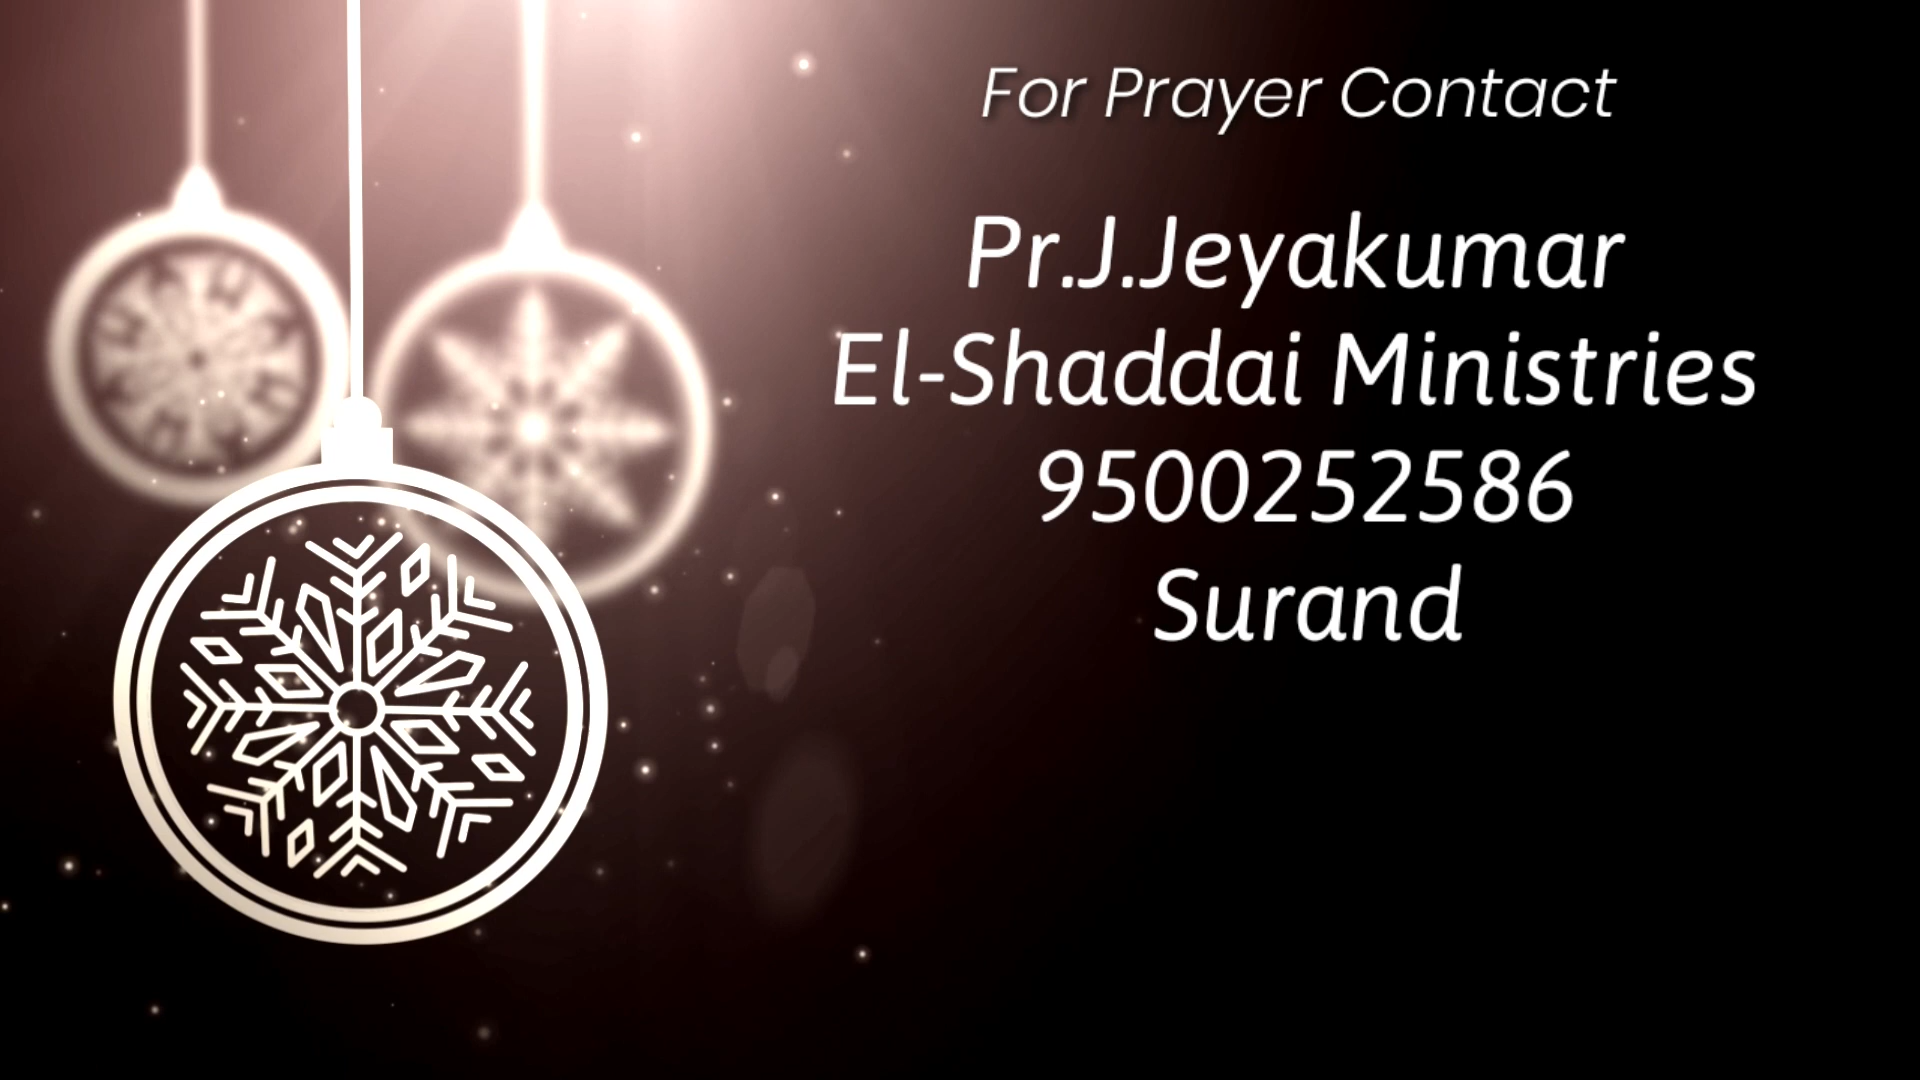 For Prayer Contact
Pr.J.Jeyakumar
El-Shaddai Ministries
9500252586
Surand